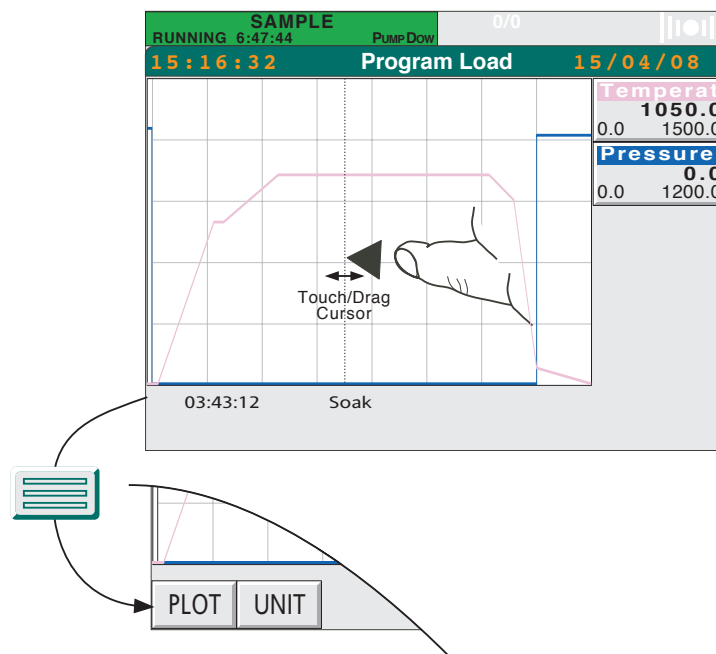 SAMPLE
0/0
RUNNING 6:47:44 PUMP DOW
15:16:32 Program Load 15/04/08
Temperat
1050.0
0.0 1500.0
Pressure
0.0
0.0 1200.0
Touch/Drag
Cursor
03:43:12 Soak
PLOT UNIT